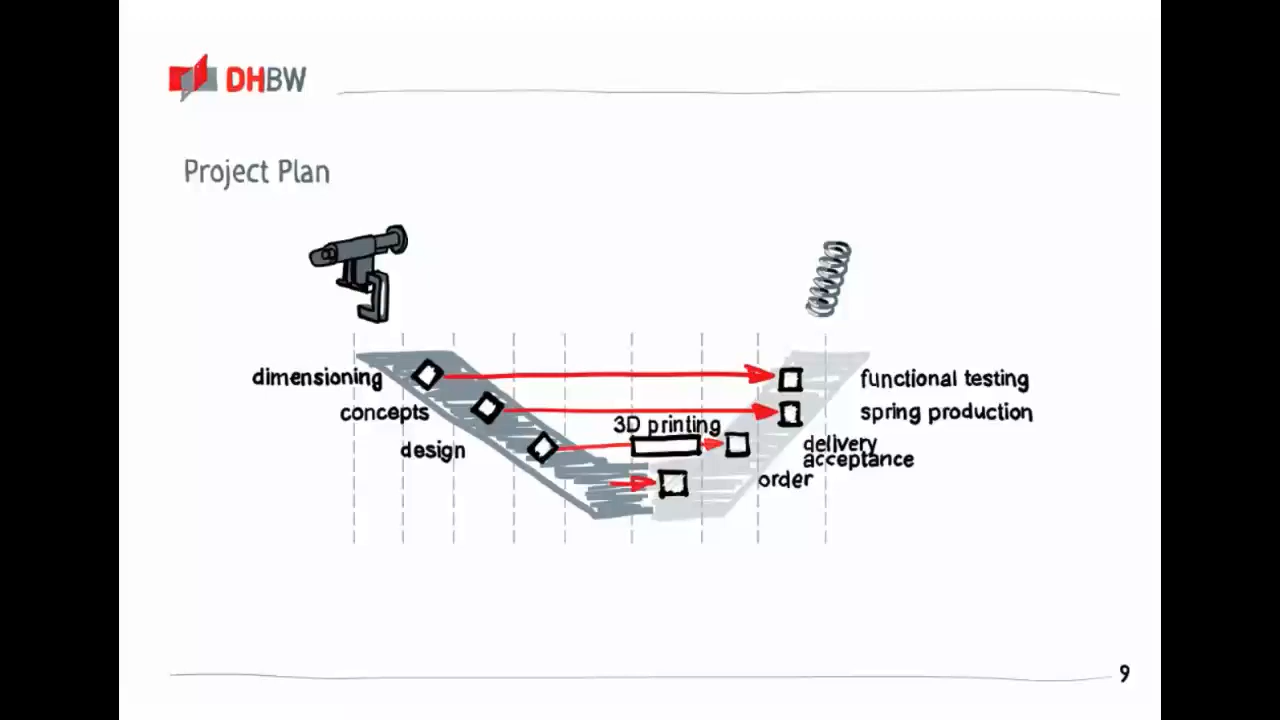 DHBW
Project Plan
dimensioning
functional testing
concepts
spring production
3D printing
design
delivery
acceptance
order
9